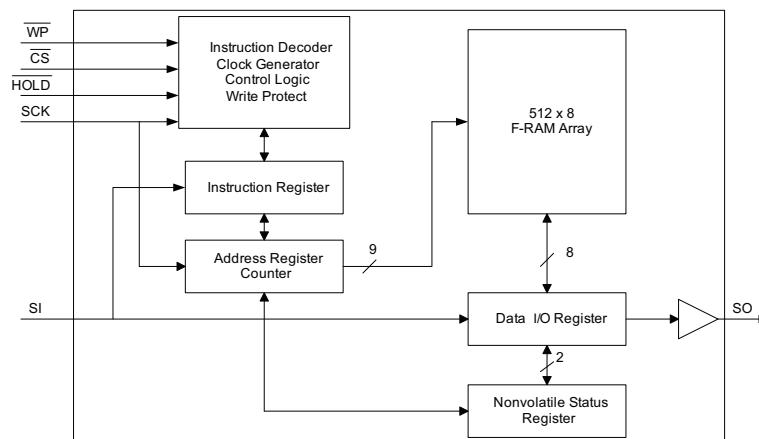 WP
CS
HOLD
SCK
Instruction Decoder
Clock Generator
Control Logic
Write Protect
512 x 8
F-RAM Array
Instruction Register
Address Register
Counter
9
8
SI
Data I/O Register
SO
2
Nonvolatile Status
Register